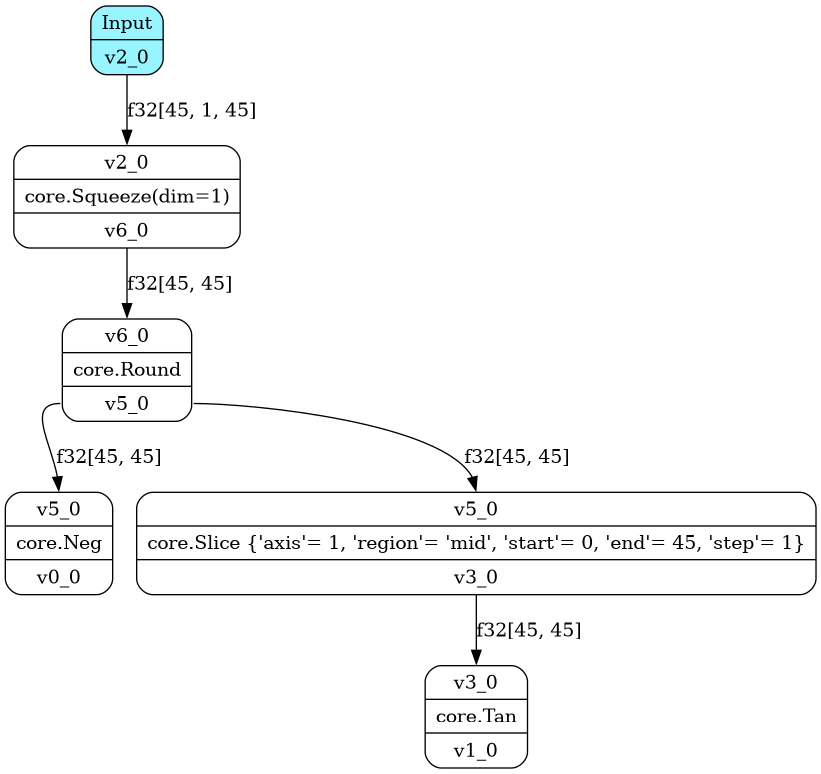 Input
v2_0
f32[45, 1, 45]
v2_0
core.Squeeze(dim=1)
v6_0
f32[45, 45]
v6_0
core.Round
v5_0
f32[45, 45]
f32[45, 45]
v5_0
core.Neg
v0_0
v5_0
core.Slice {'axis'= 1, 'region'= 'mid', 'start'= 0, 'end'= 45, 'step'= 1}
v3_0
f32[45, 45]
v3_0
core.Tan
v1_0